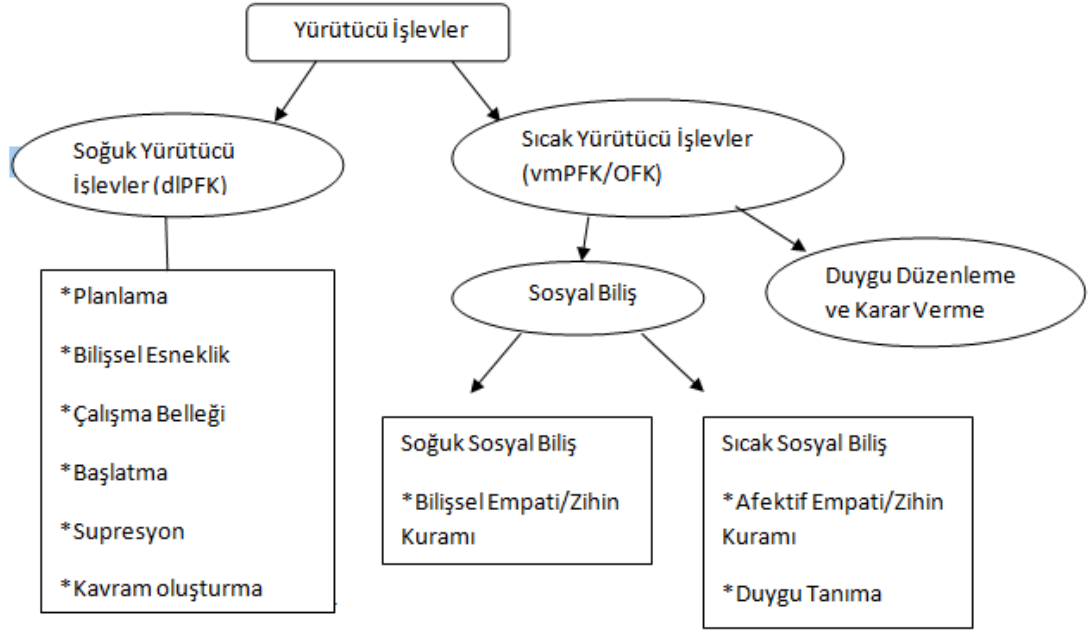 Yürütücü İşlevler
Soğuk Yürütücü
İşlevler (dlPFK)
Sıcak Yürütücü İşlevler
(vmPFK/OFK)
*Planlama
*Bilişsel Esneklik
*Çalışma Belleği
*Başlatma
*Supresyon
*Kavram oluşturma
Sosyal Biliş
Duygu Düzenleme
ve Karar Verme
Soğuk Sosyal Biliş
*Bilişsel Empati/Zihin
Kuramı
Sıcak Sosyal Biliş
*Afektif Empati/Zihin
Kuramı
*Duygu Tanıma